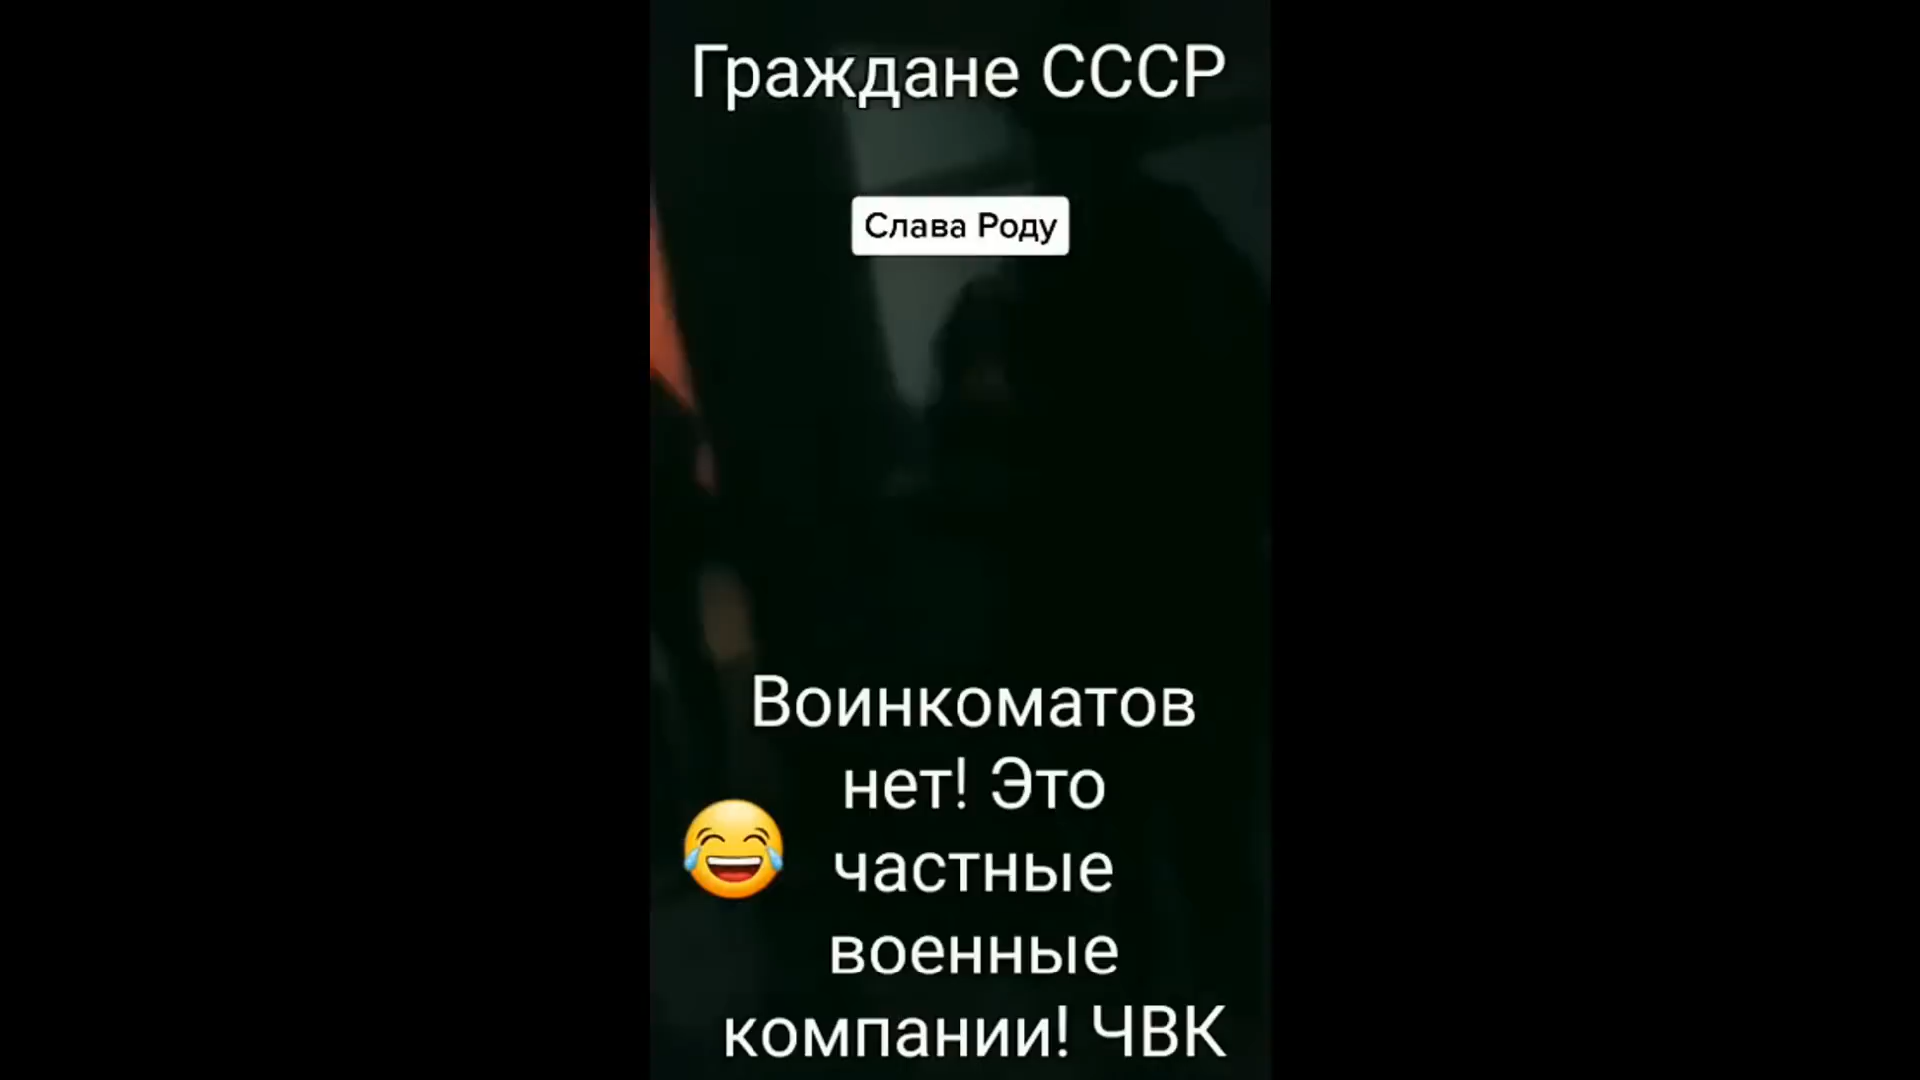 Граждане СССР
Слава Роду
Воинкоматов
нет! Это
частные
военные
компании! ЧВК